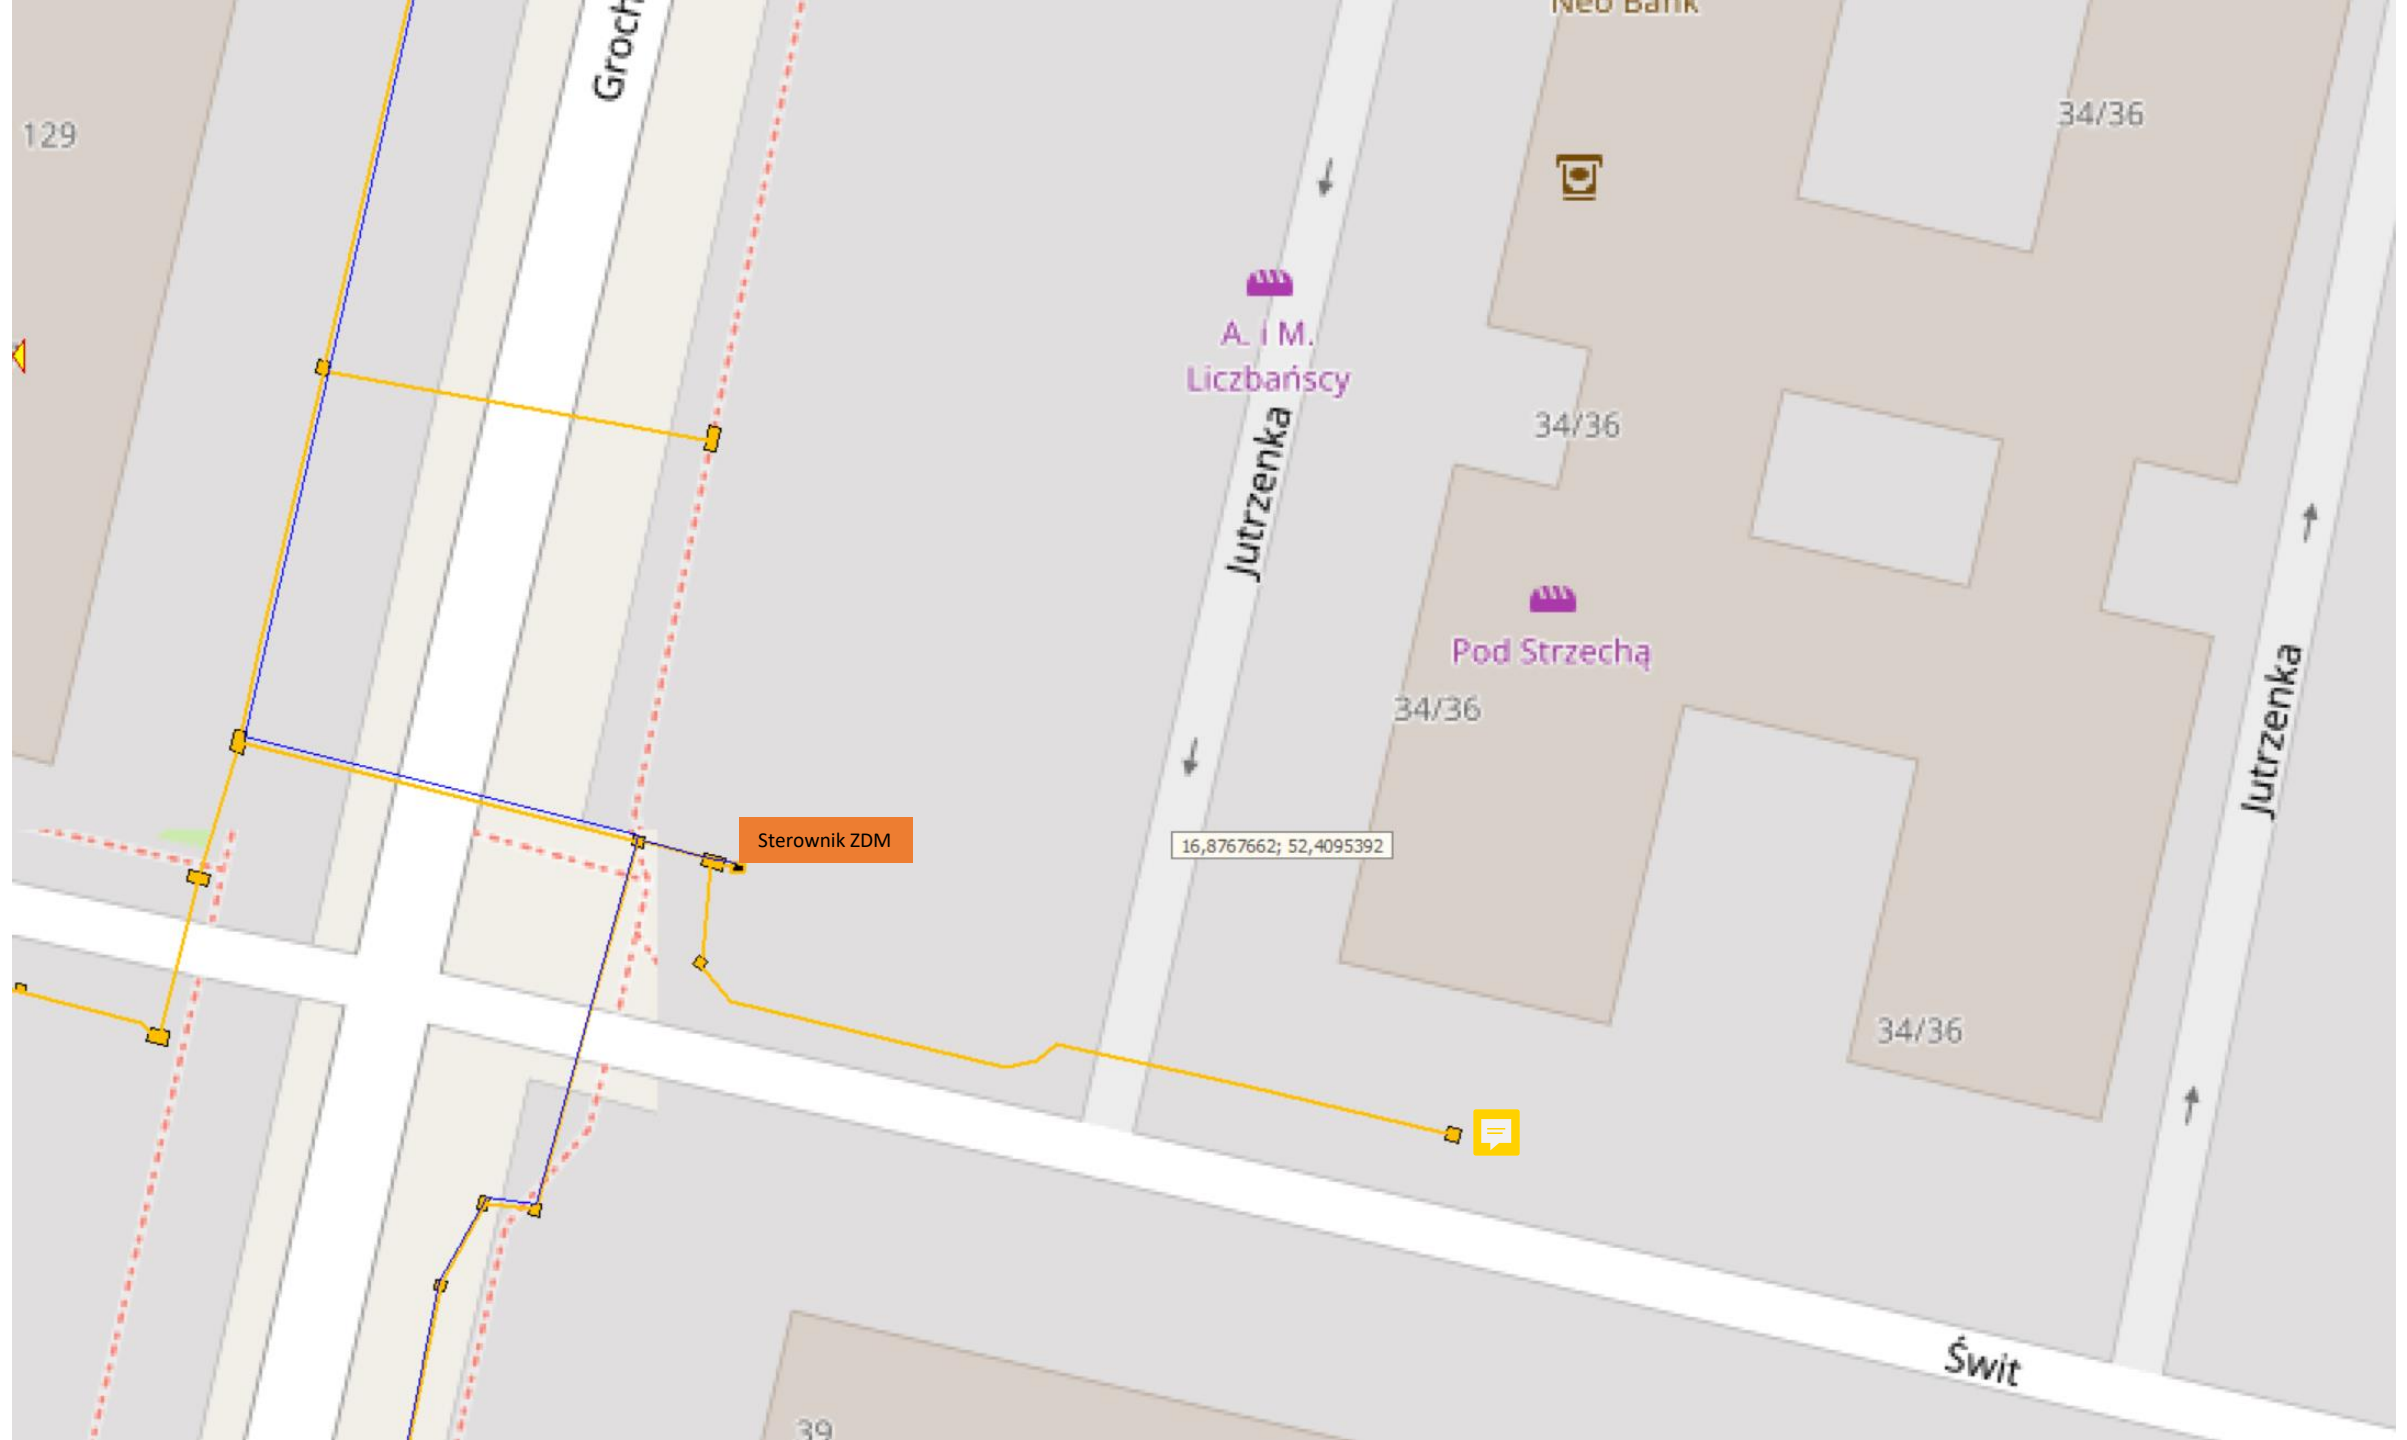 Neo Bank
Groch
34/36
129
A. i M.
Liczbańscy
34/36
Jutrzenka
Pod Strzechą
34/36
Jutrzenka
Sterownik ZDM
16,8767662; 52,4095392
34/36
Świt
39